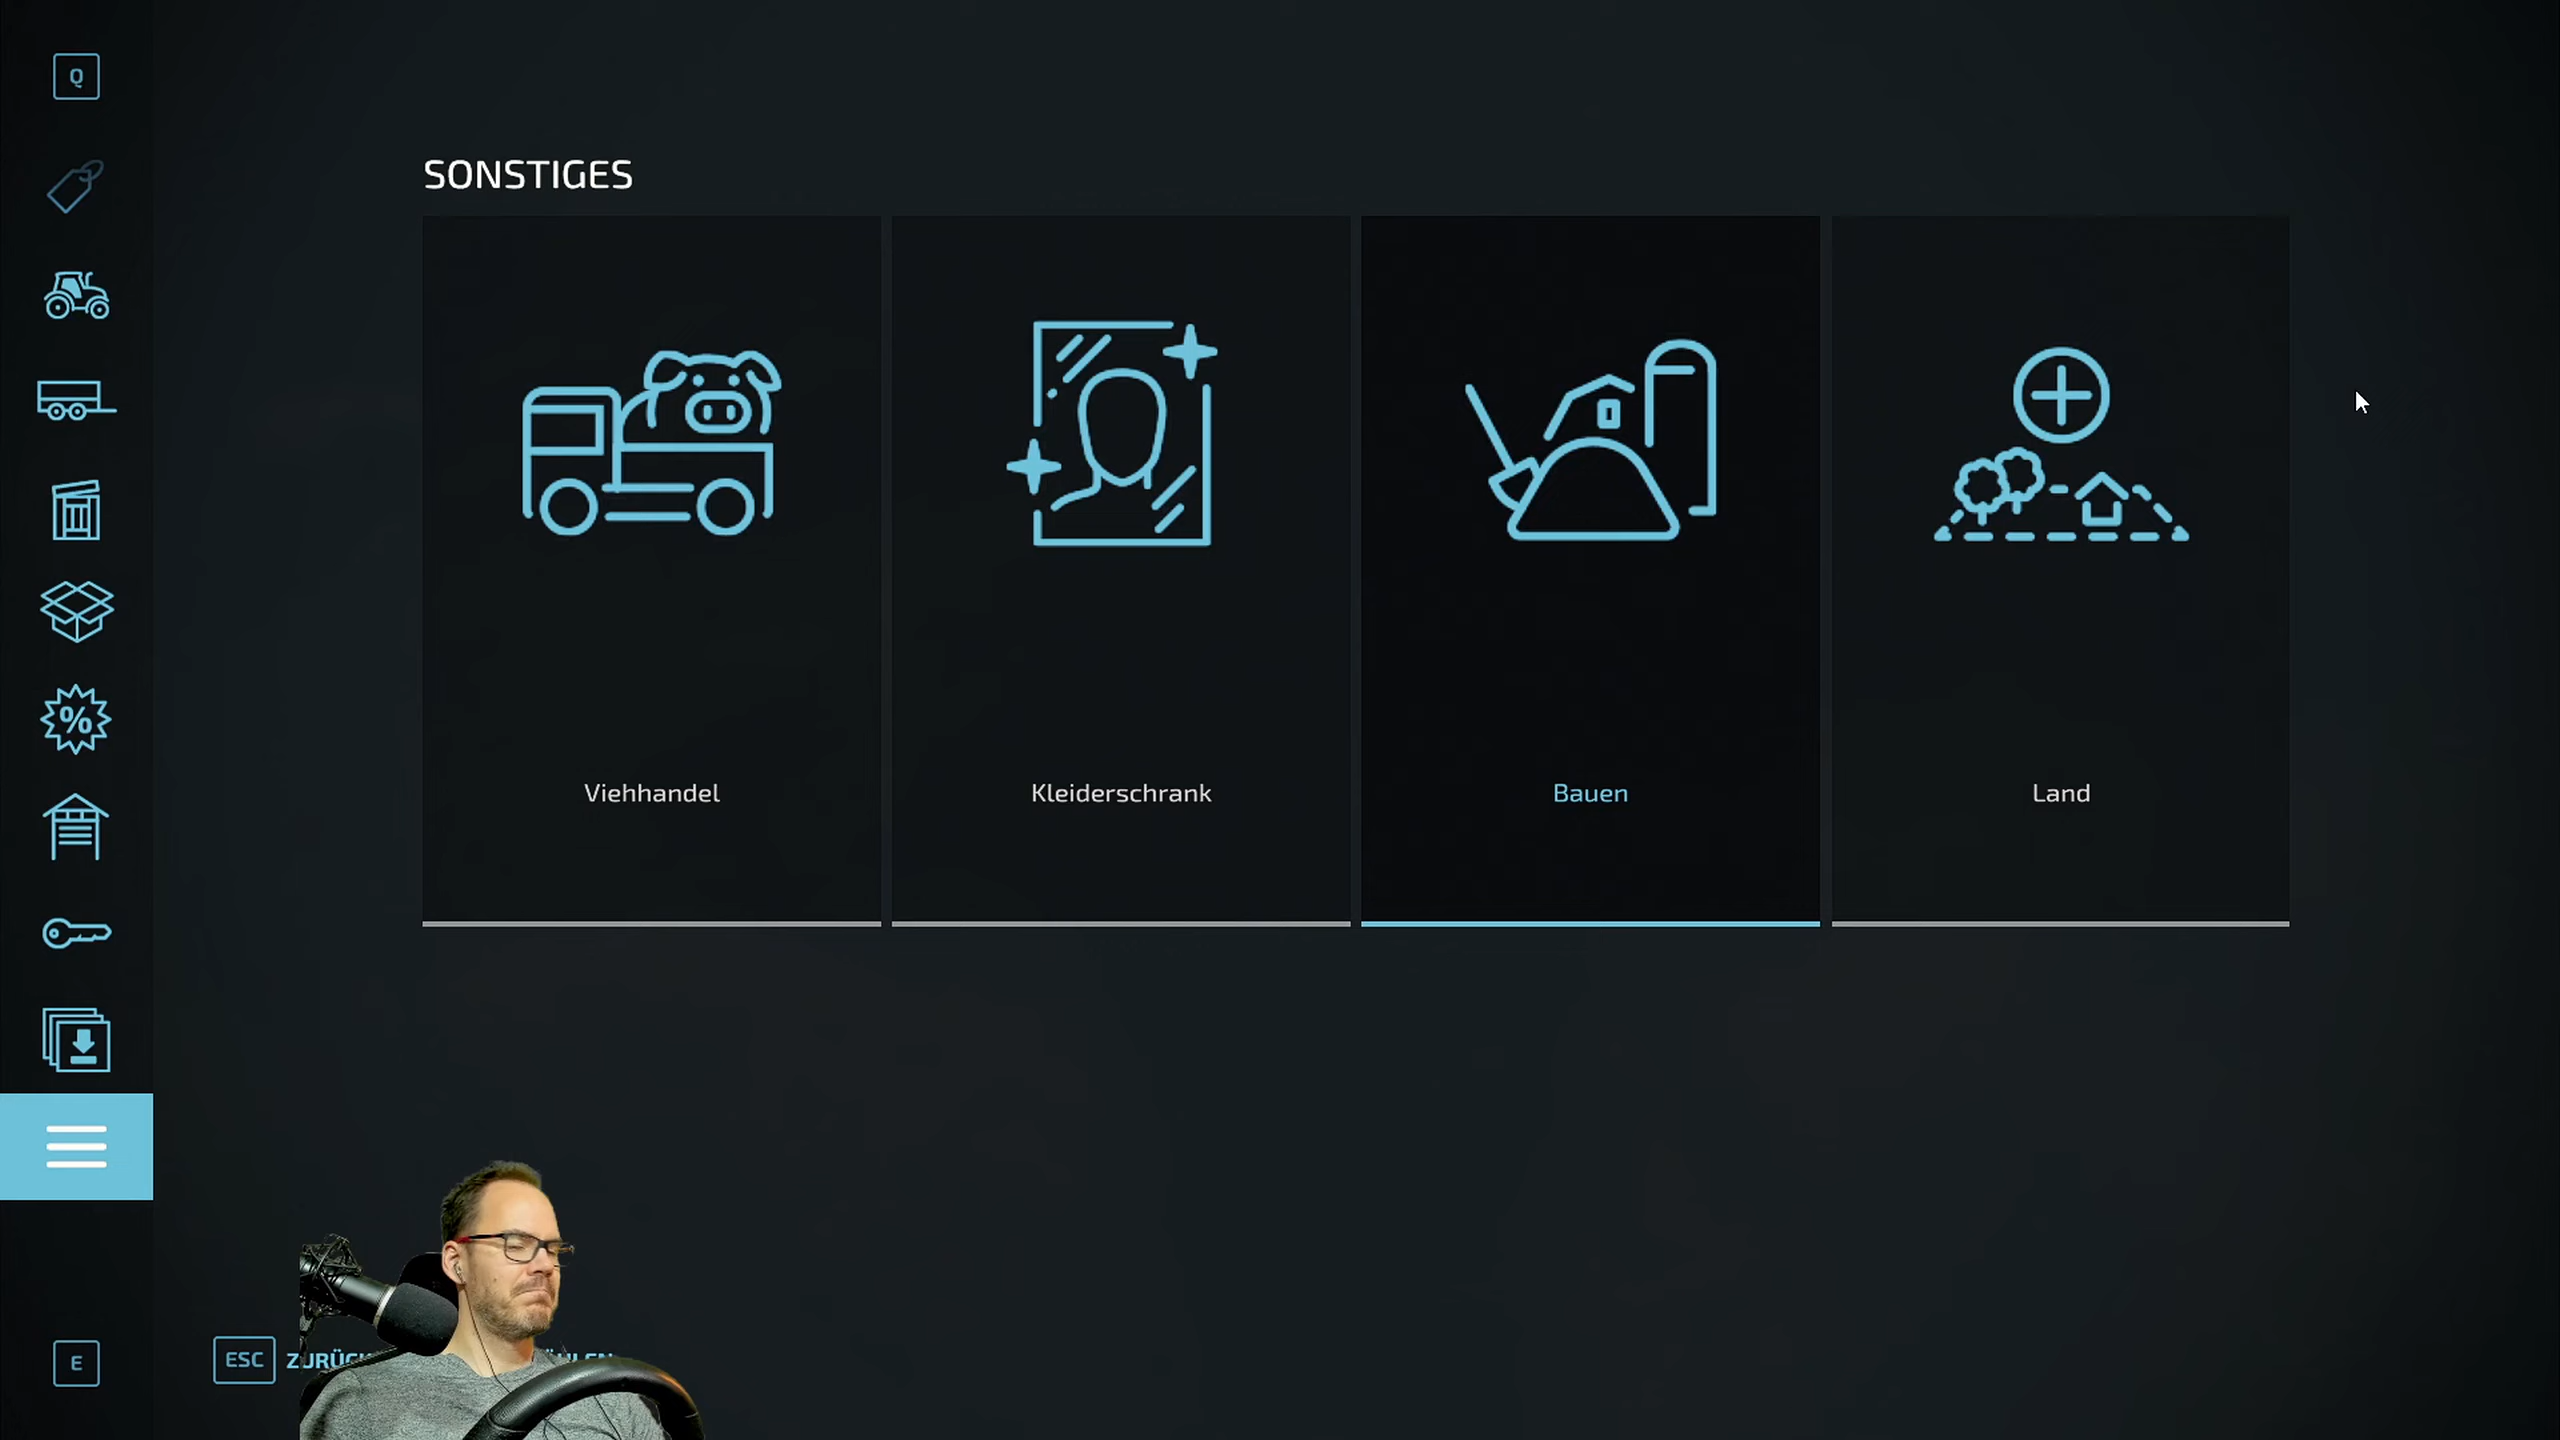 Q
SONSTIGES
%
Viehhandel
Kleiderschrank
Bauen
Land
E
ESC